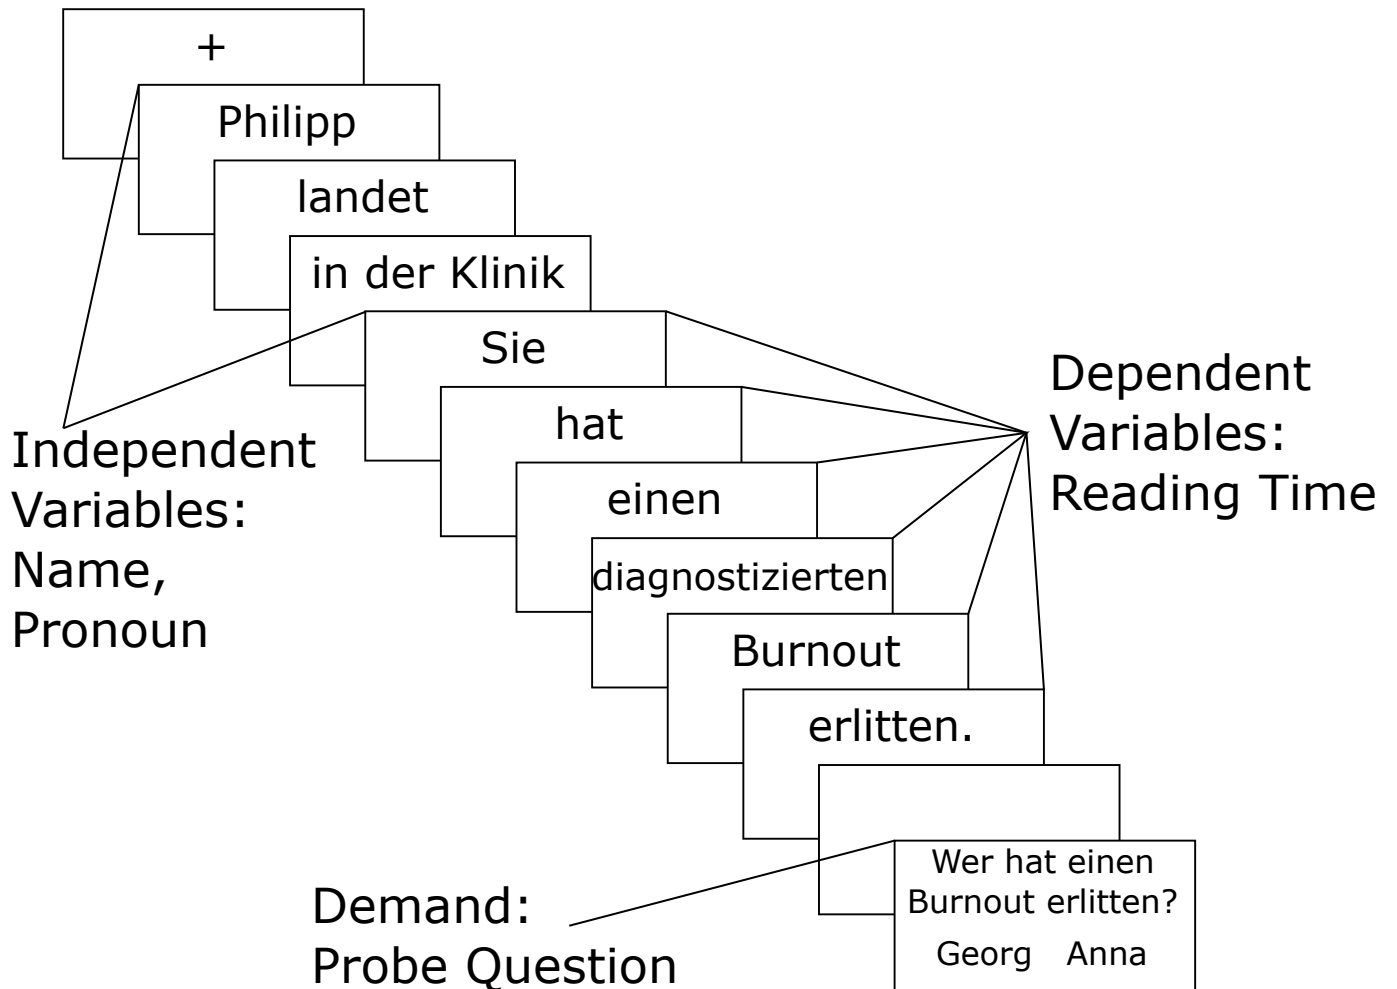 +
Philipp
landet
in der Klinik
Sie
hat
einen
diagnostizierten
Burnout
erlitten.
Wer hat einen
Burnout erlitten?
Georg Anna
Independent
Variables:
Name,
Pronoun
Dependent
Variables:
Reading Time
Demand:
Probe Question